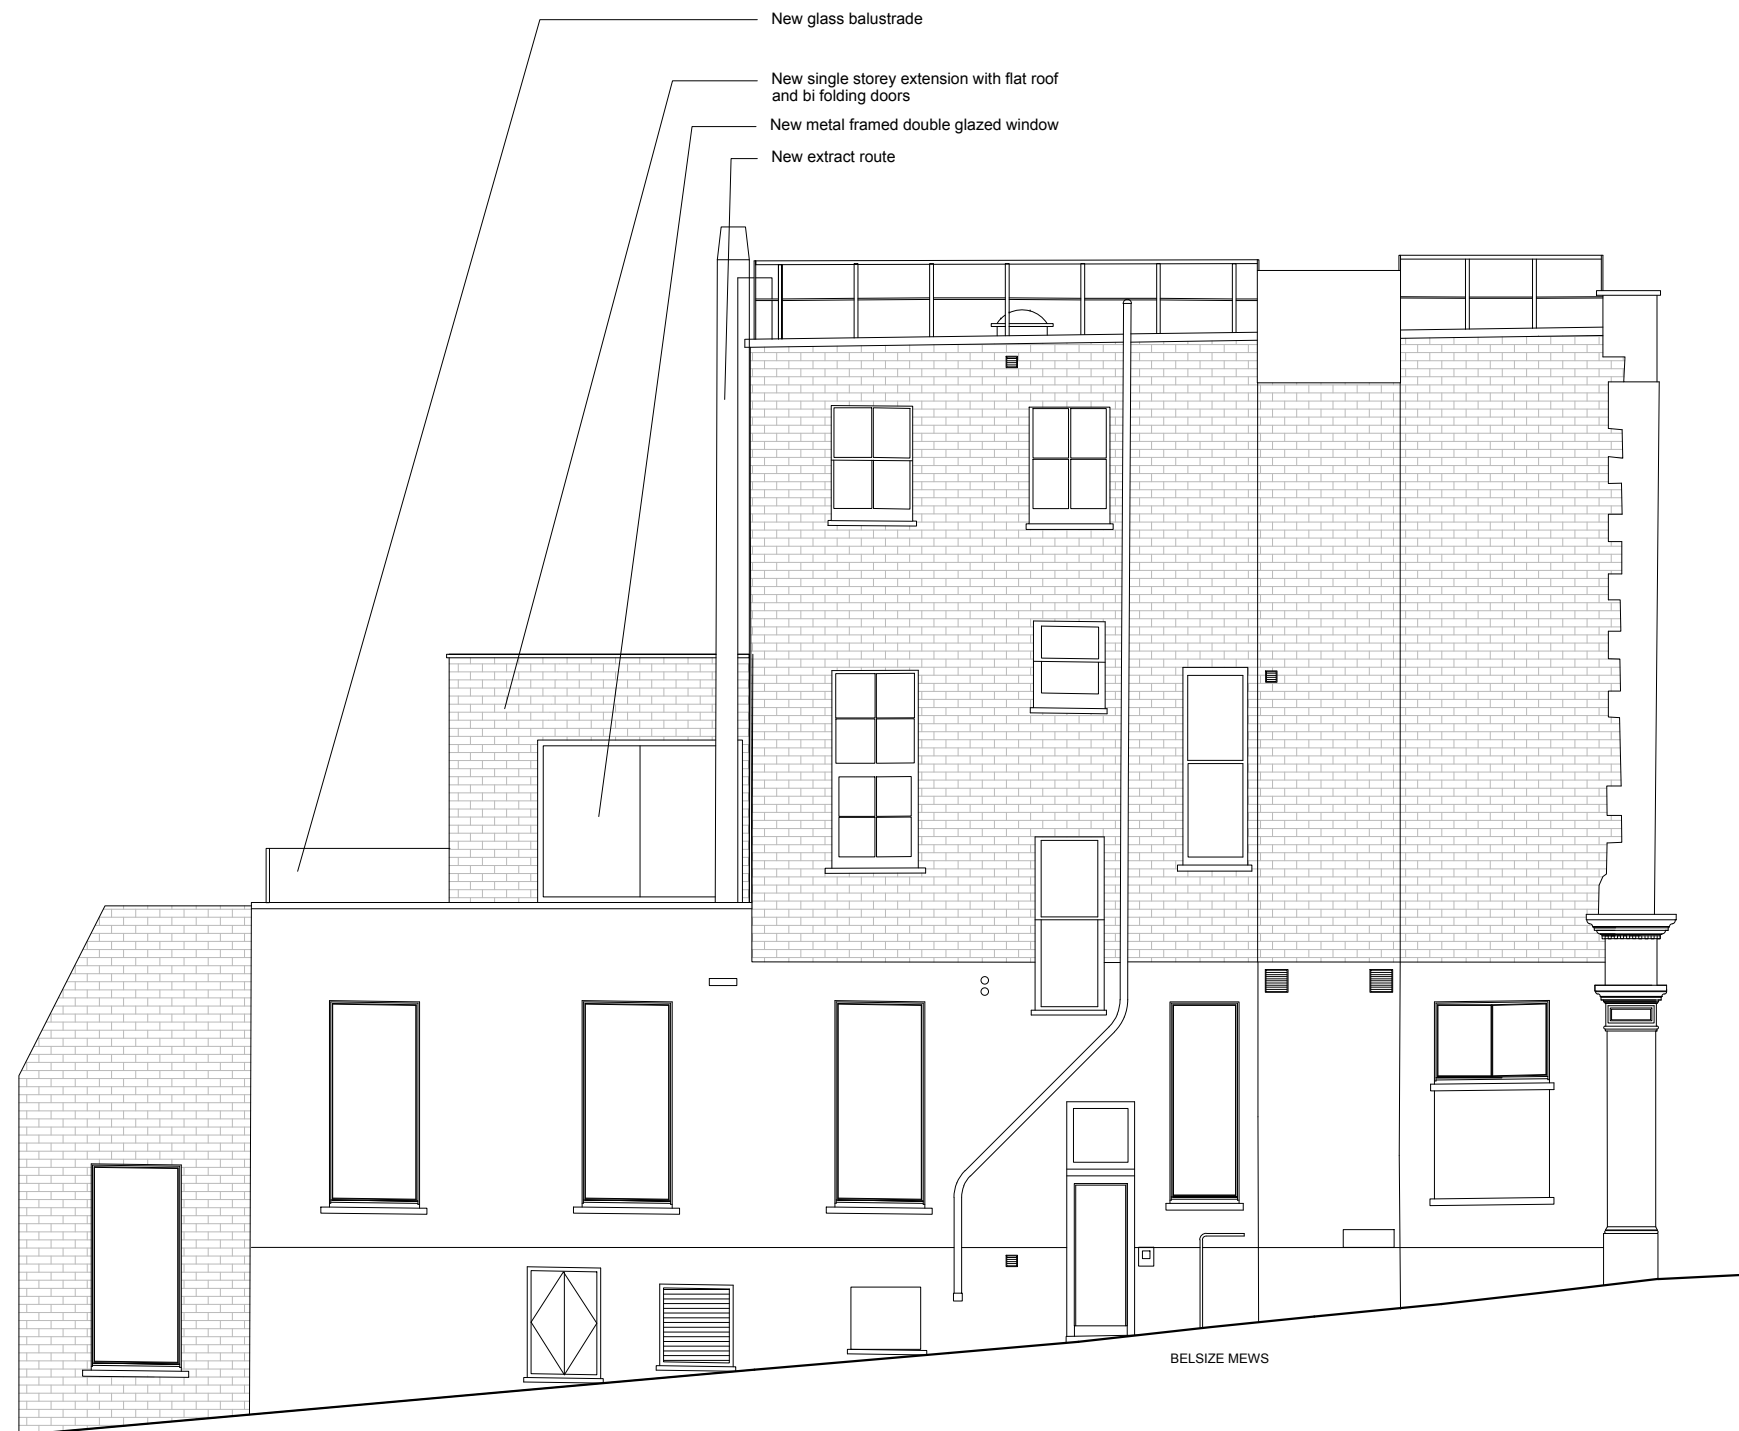 New glass balustrade
New single storey extension with flat roof
and bi folding doors
New metal framed double glazed window
New extract route
BELSIZE MEWS